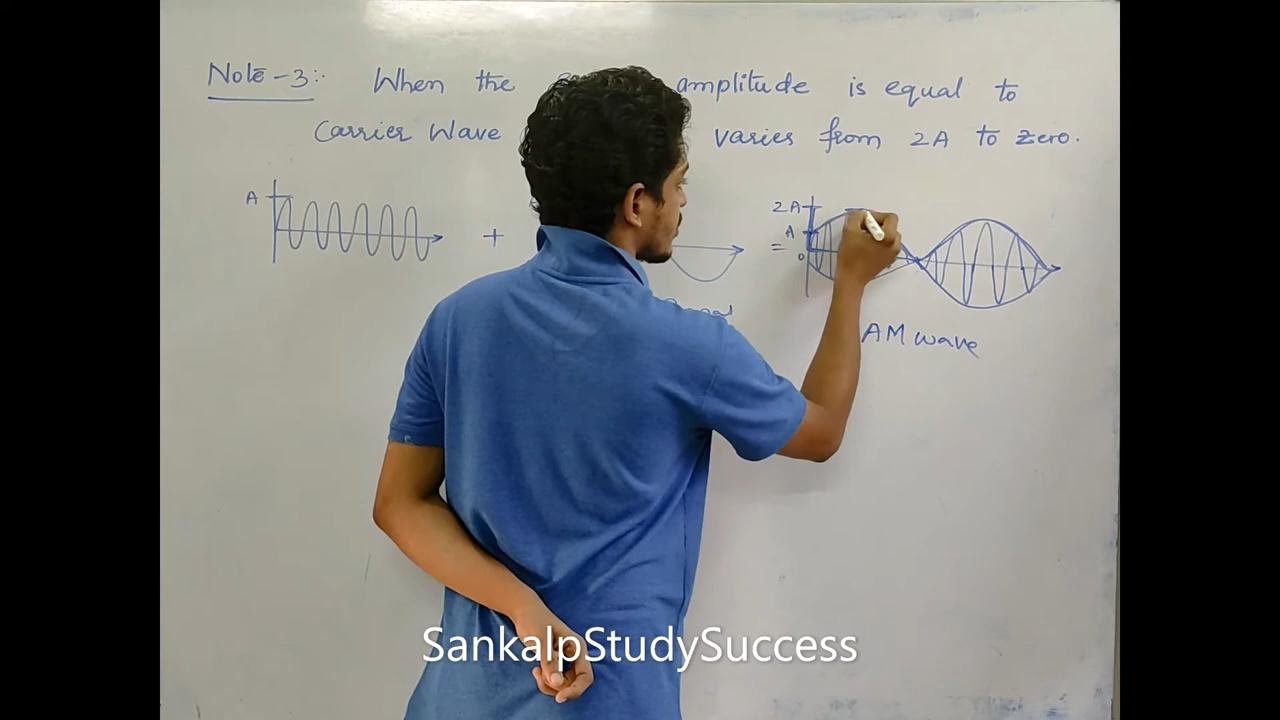 Note-3:- When the amplitude is equal to
Carrier Wave varies from 2A to zero.
A
+
2A
A
=
0
AM wave
SankalpStudySuccess